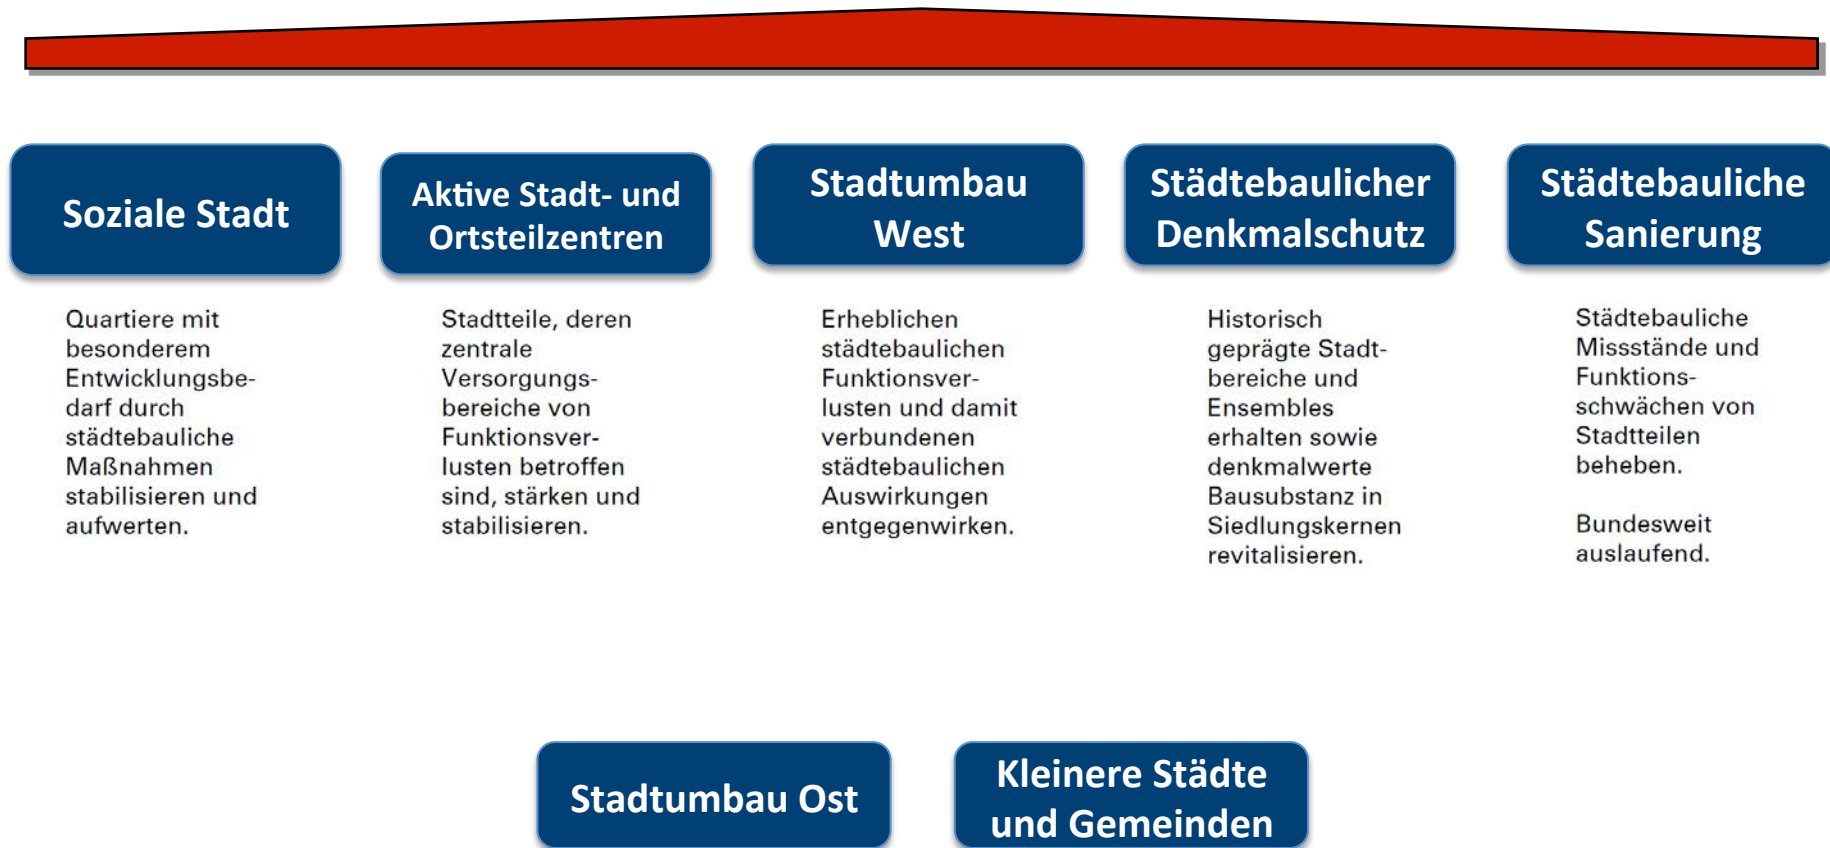 Soziale Stadt
Quartiere mit
besonderem
Entwicklungsbe-
darf durch
städtebauliche
Maßnahmen
stabilisieren und
aufwerten.
Aktive Stadt- und
Ortsteilzentren
Stadtteile, deren
zentrale
Versorgungs-
bereiche von
Funktionsver-
lusten betroffen
sind, stärken und
stabilisieren.
Stadtumbau
West
Erheblichen
städtebaulichen
Funktionsver-
lusten und damit
verbundenen
städtebaulichen
Auswirkungen
entgegenwirken.
Städtebaulicher
Denkmalschutz
Historisch
geprägte Stadt-
bereiche und
Ensembles
erhalten sowie
denkmalwerte
Bausubstanz in
Siedlungskernen
revitalisieren.
Städtebauliche
Sanierung
Städtebauliche
Missstände und
Funktions-
schwächen von
Stadtteilen
beheben.
Bundesweit
auslaufend.
Stadtumbau Ost
Kleinere Städte
und Gemeinden